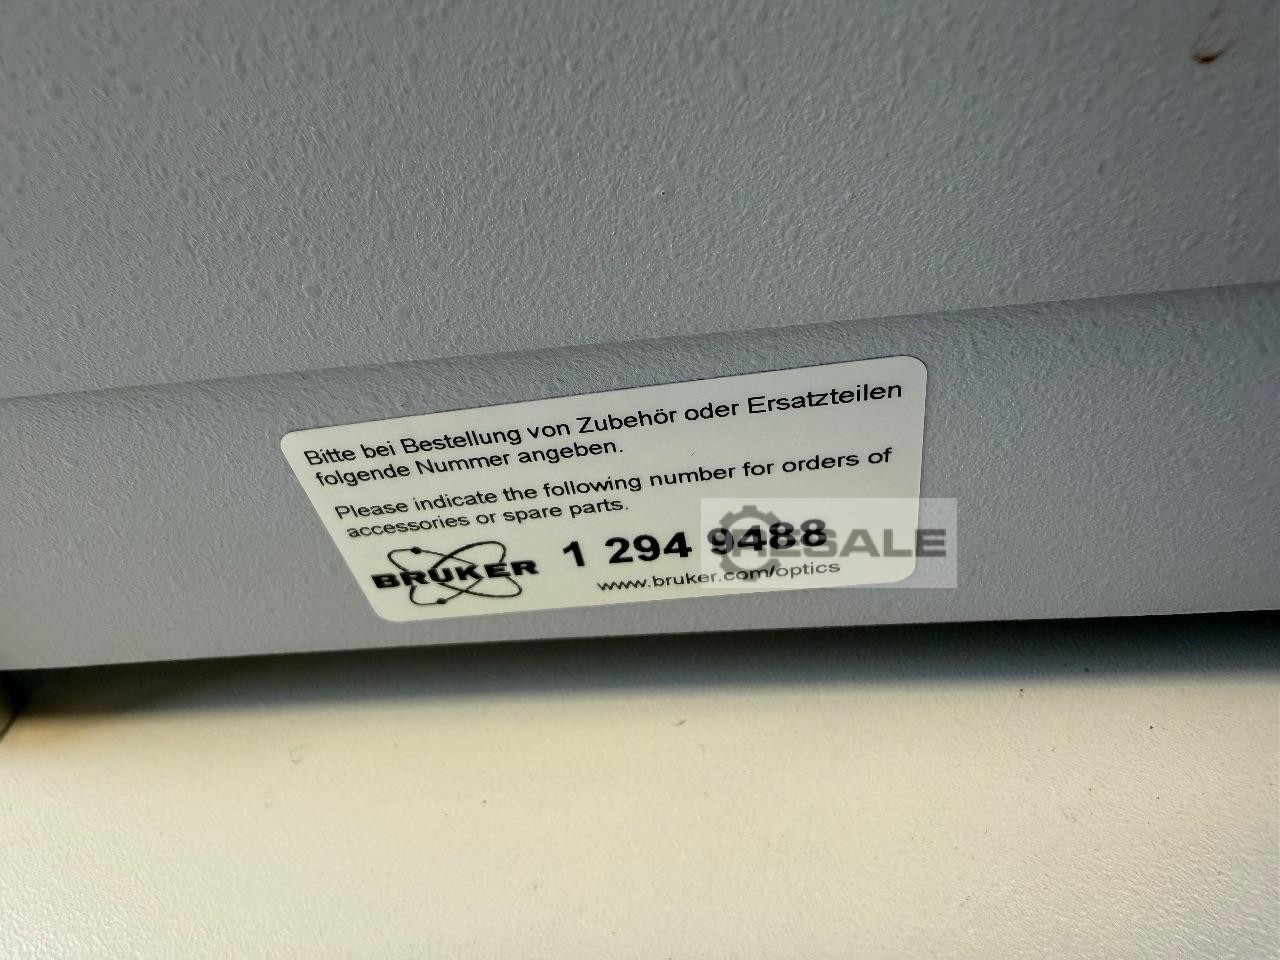 Bitte bei Bestellung von Zubehör oder Ersatzteilen
folgende Nummer angeben.
Please indicate the following number for orders of
accessories or spare parts.
BRUKER 1 294 9488
www.bruker.com/optics
RESALE